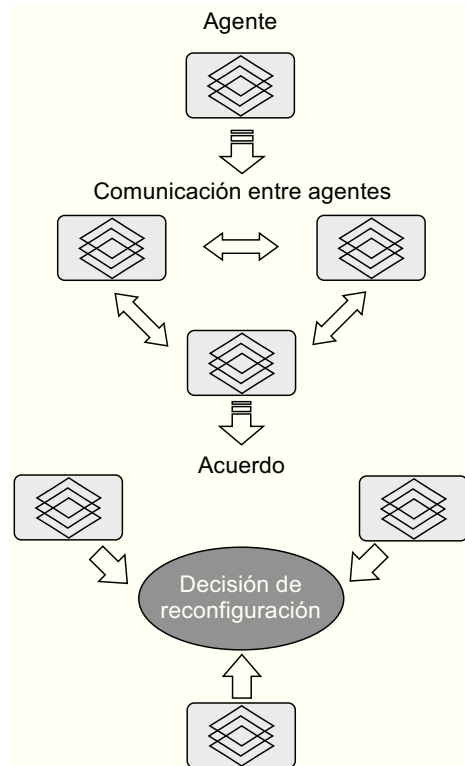 Agente
Comunicación entre agentes
Acuerdo
Decisión de
reconfiguración